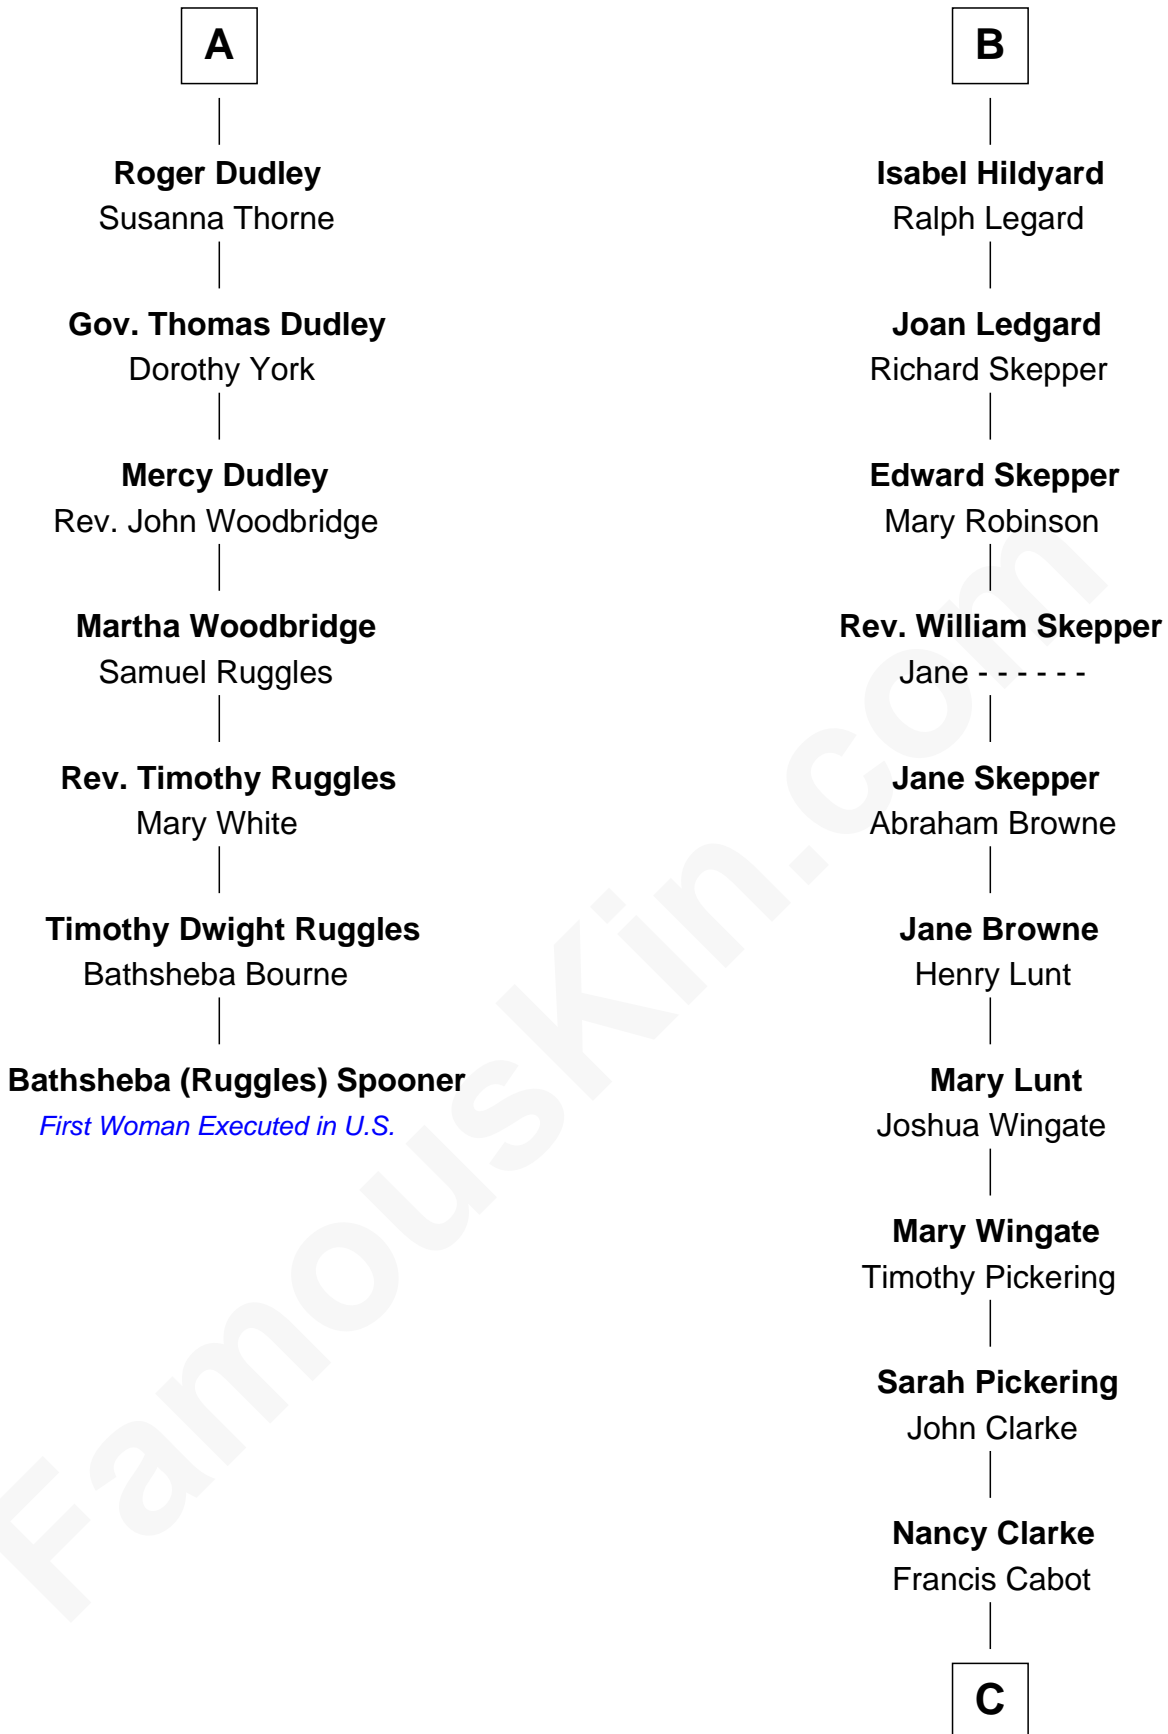 A
Roger Dudley
Susanna Thorne
Gov. Thomas Dudley
Dorothy York
Mercy Dudley
Rev. John Woodbridge
Martha Woodbridge
Samuel Ruggles
Rev. Timothy Ruggles
Mary White
Timothy Dwight Ruggles
Bathsheba Bourne
Bathsheba (Ruggles) Spooner
First Woman Executed in U.S.
B
Isabel Hildyard
Ralph Legard
Joan Ledgard
Richard Skepper
Edward Skepper
Mary Robinson
Rev. William Skepper
Jane - - - - - -
Jane Skepper
Abraham Browne
Jane Browne
Henry Lunt
Mary Lunt
Joshua Wingate
Mary Wingate
Timothy Pickering
Sarah Pickering
John Clarke
Nancy Clarke
Francis Cabot
C
FamousKin.com